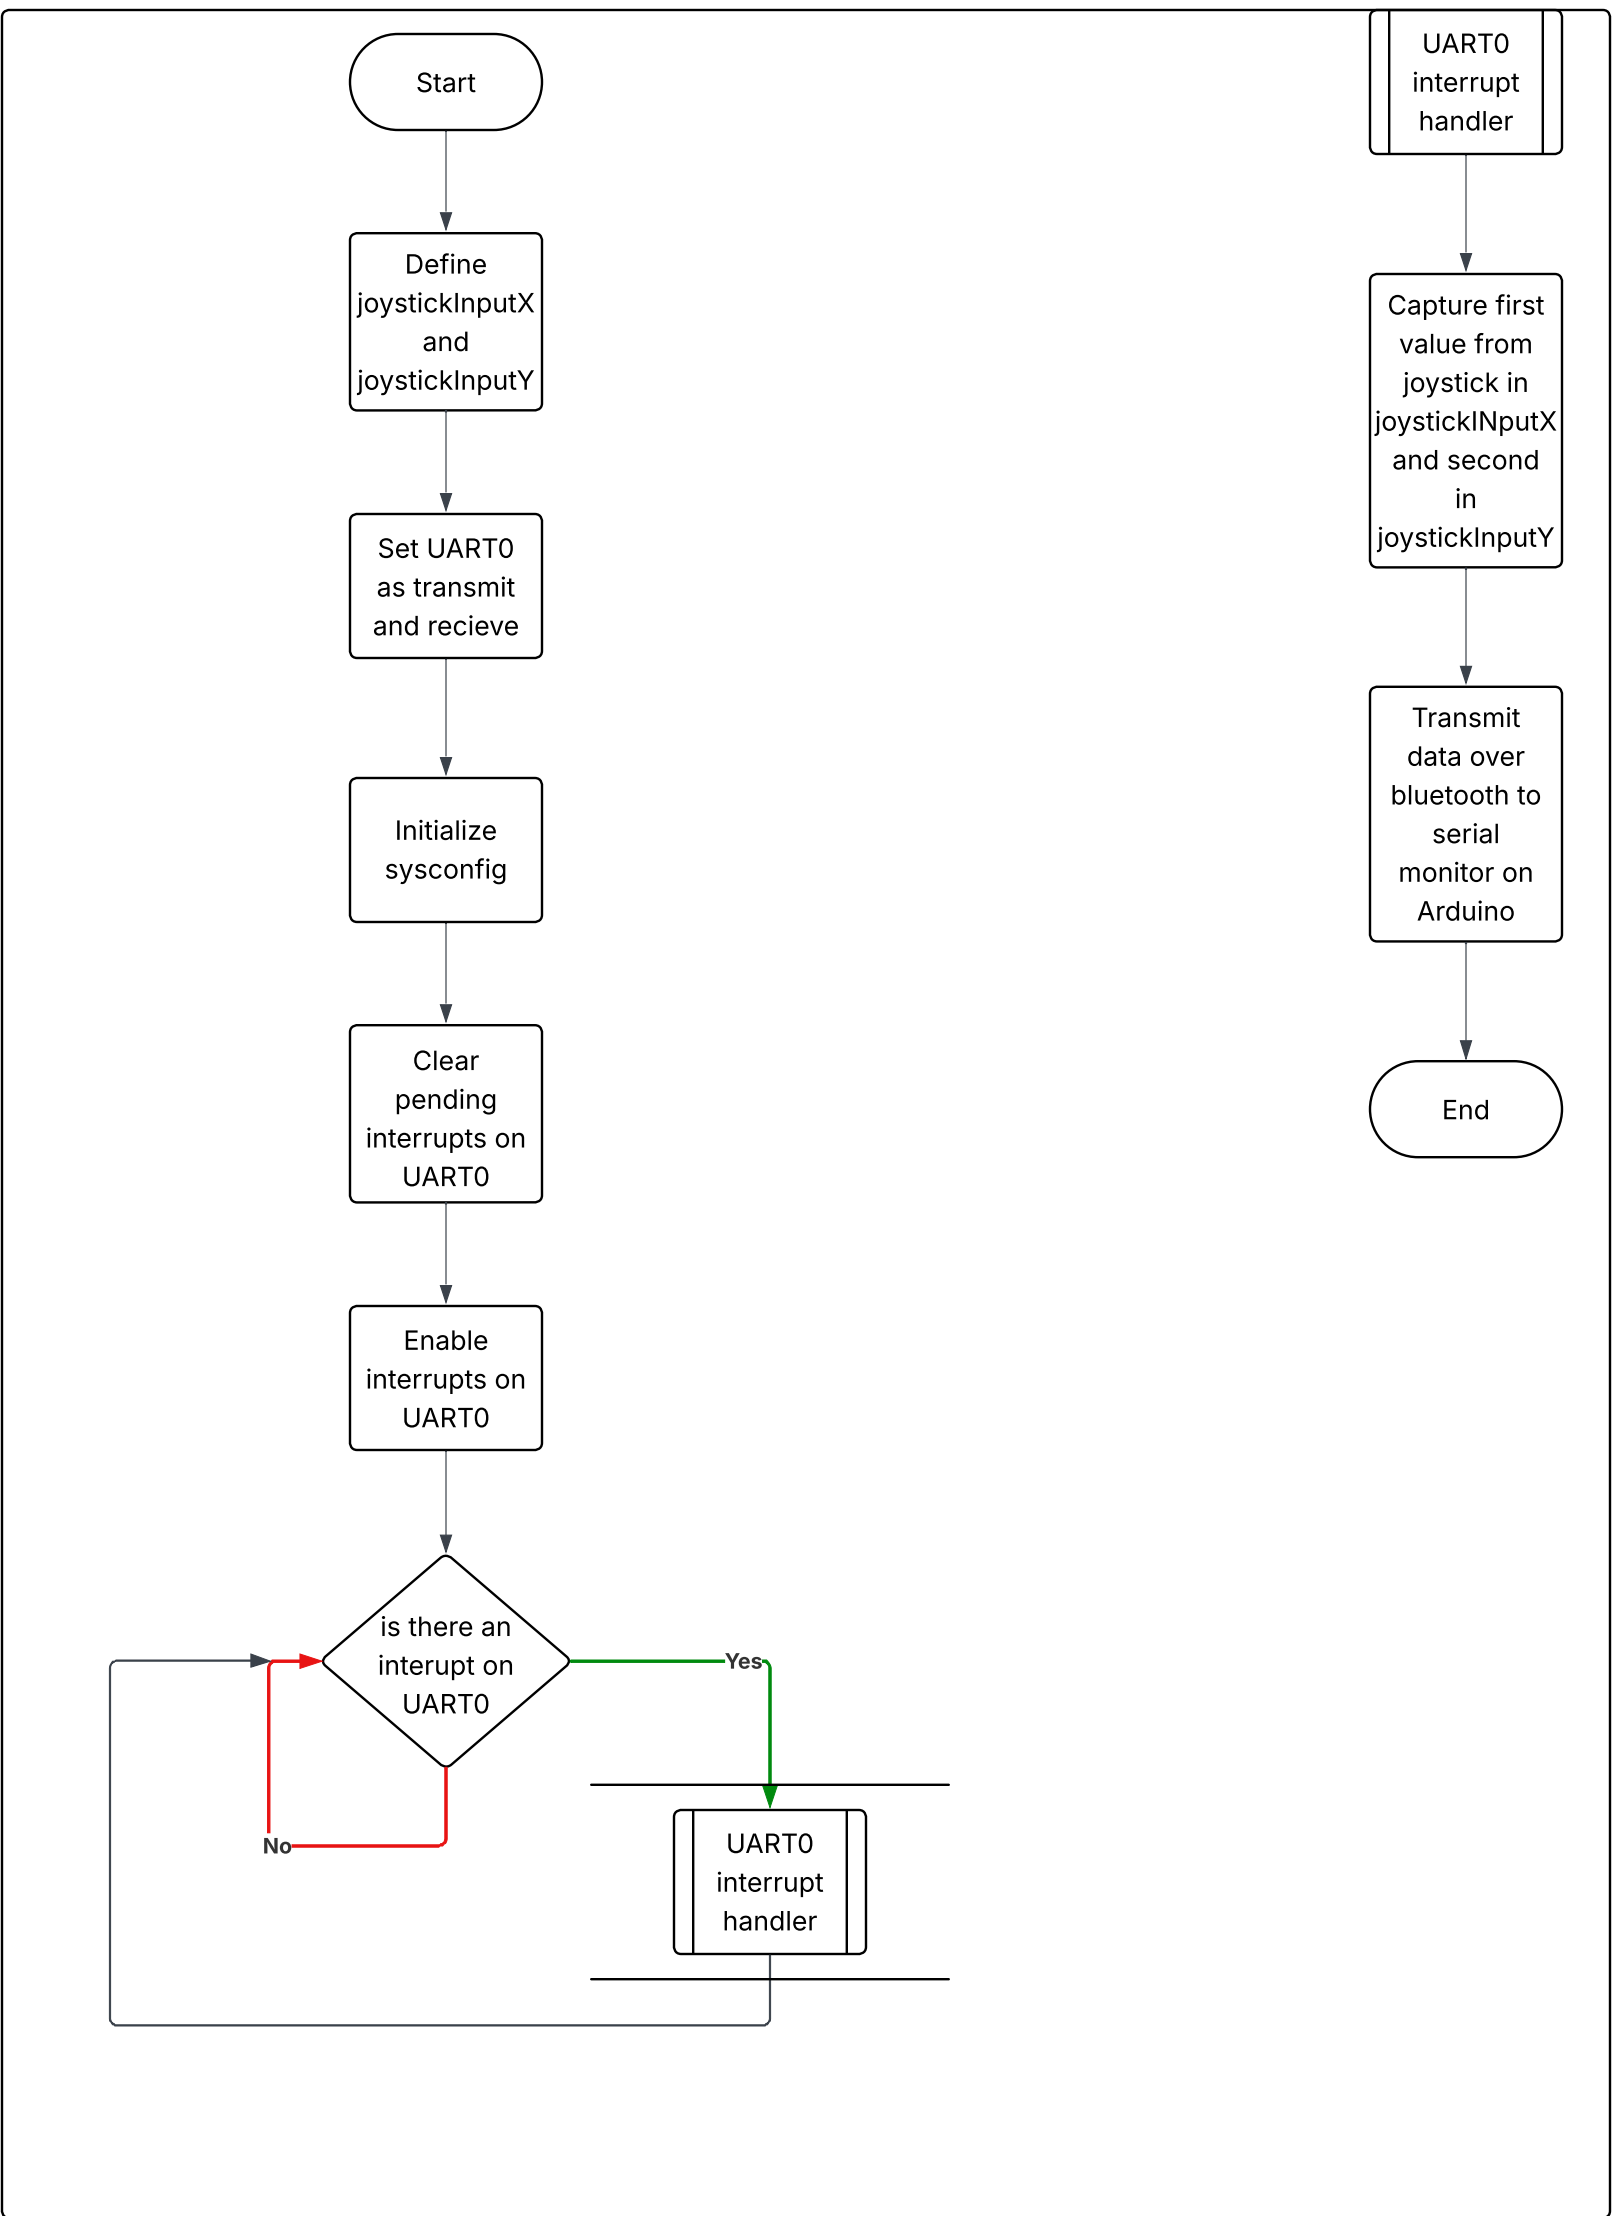 Start
Define
joystickInputX
and
joystickInputY
Set UART0
as transmit
and recieve
Initialize
sysconfig
Clear
pending
interrupts on
UART0
Enable
interrupts on
UART0
is there an
interupt on
UART0
Yes
No
UART0
interrupt
handler
UART0
interrupt
handler
Capture first
value from
joystick in
joystickINputX
and second
in
joystickInputY
Transmit
data over
bluetooth to
serial
monitor on
Arduino
End